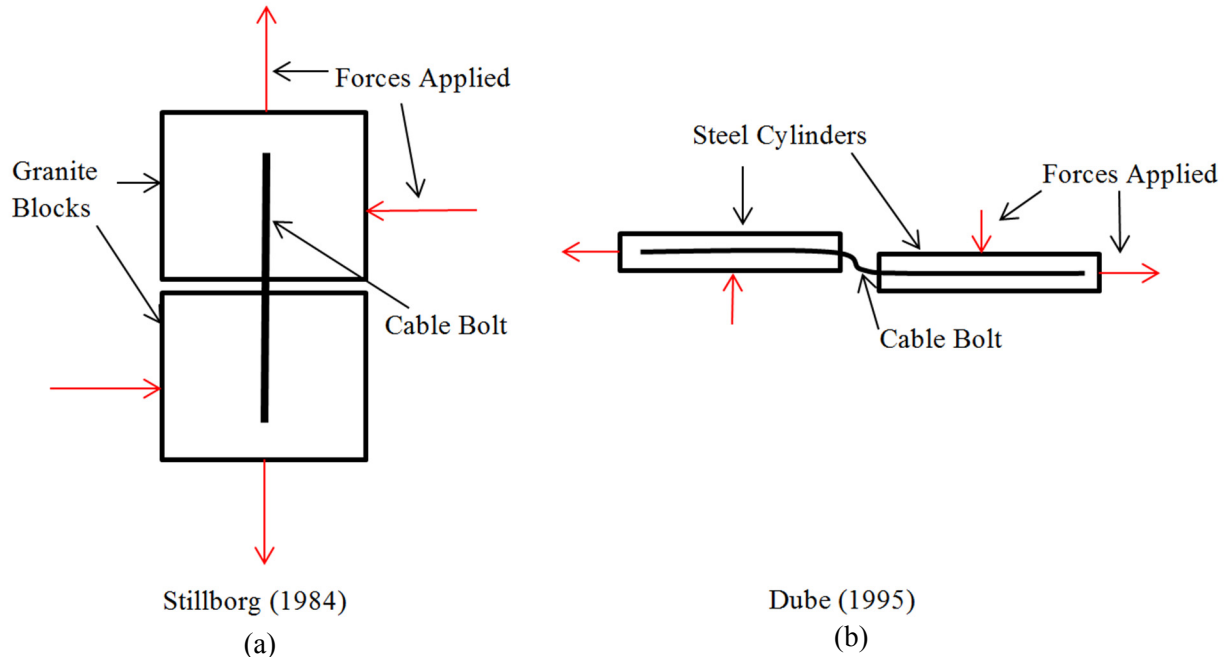 Forces Applied
Granite
Blocks
Cable Bolt
Stillborg (1984)
(a)
Steel Cylinders
Forces Applied
Cable Bolt
Dube (1995)
(b)